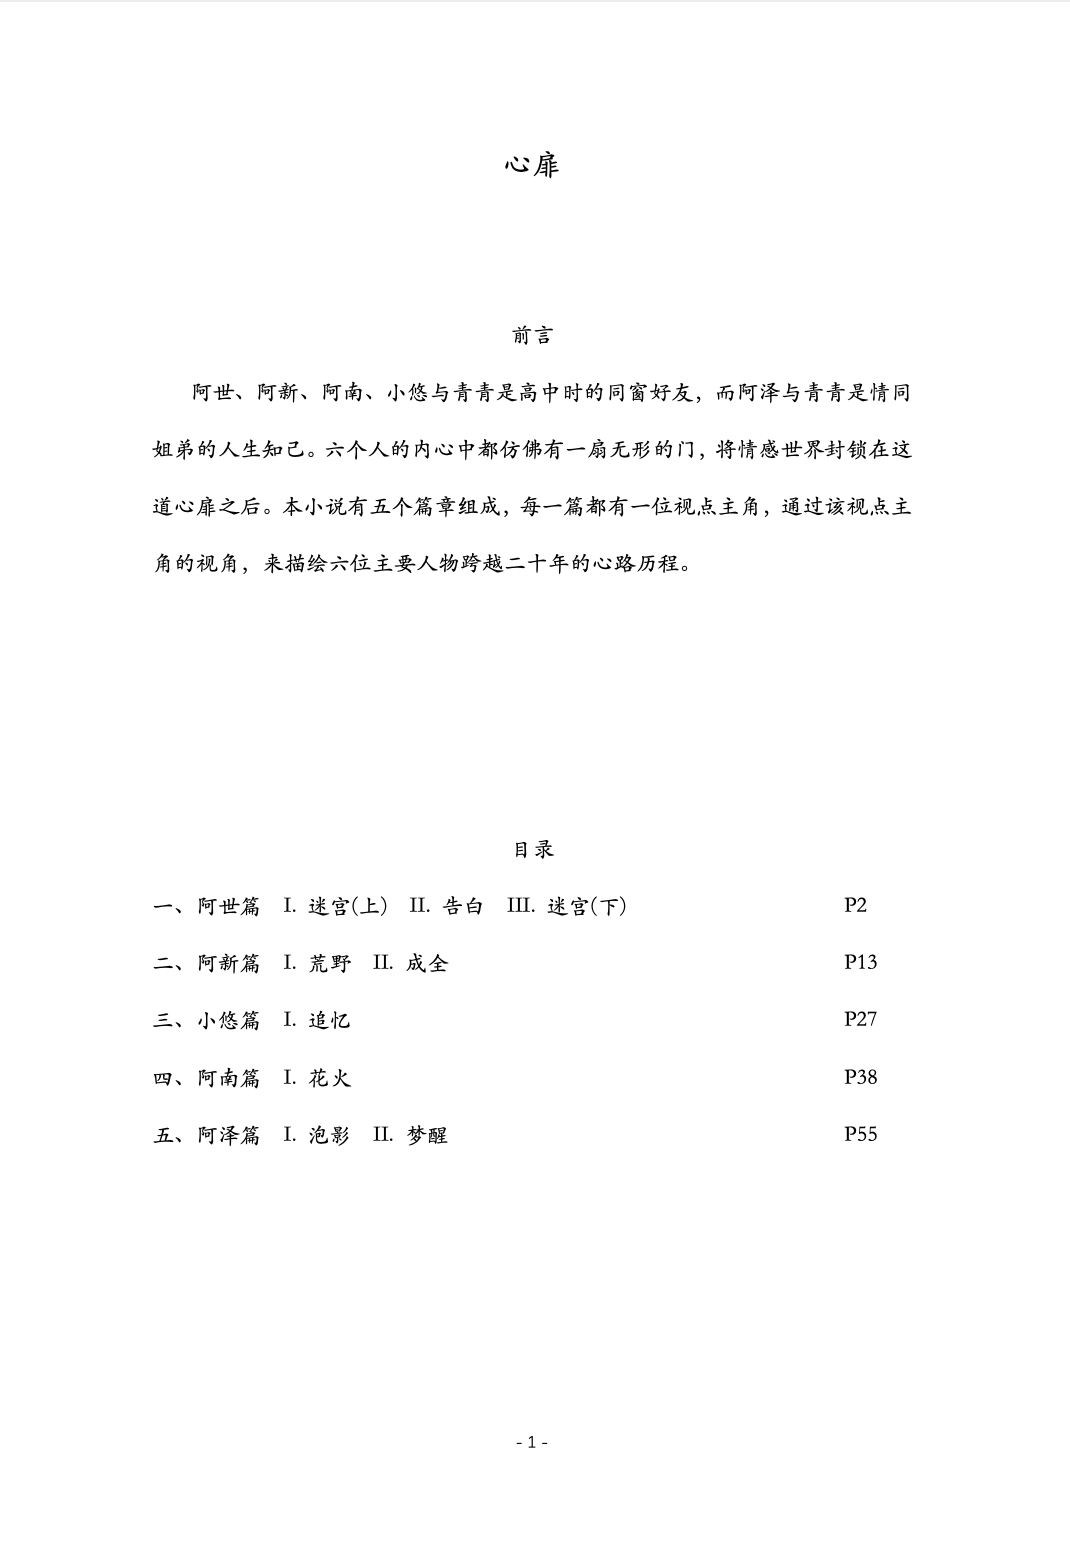 心扉
前言
阿世、阿新、阿南、小悠与青青是高中时的同窗好友，而阿泽与青青是情同
姐弟的人生知己。六个人的内心中都仿佛有一扇无形的门，将情感世界封锁在这
道心扉之后。本小说有五个篇章组成，每一篇都有一位视点主角，通过该视点主
角的视角，来描绘六位主要人物跨越二十年的心路历程。
目录
一、阿世篇 I. 迷宫(上) II. 告白 III. 迷宫(下) P2
二、阿新篇 I. 荒野 II. 成全 P13
三、小悠篇 I. 追忆 P27
四、阿南篇 I. 花火 P38
五、阿泽篇 I. 泡影 II. 梦醒 P55
- 1 -